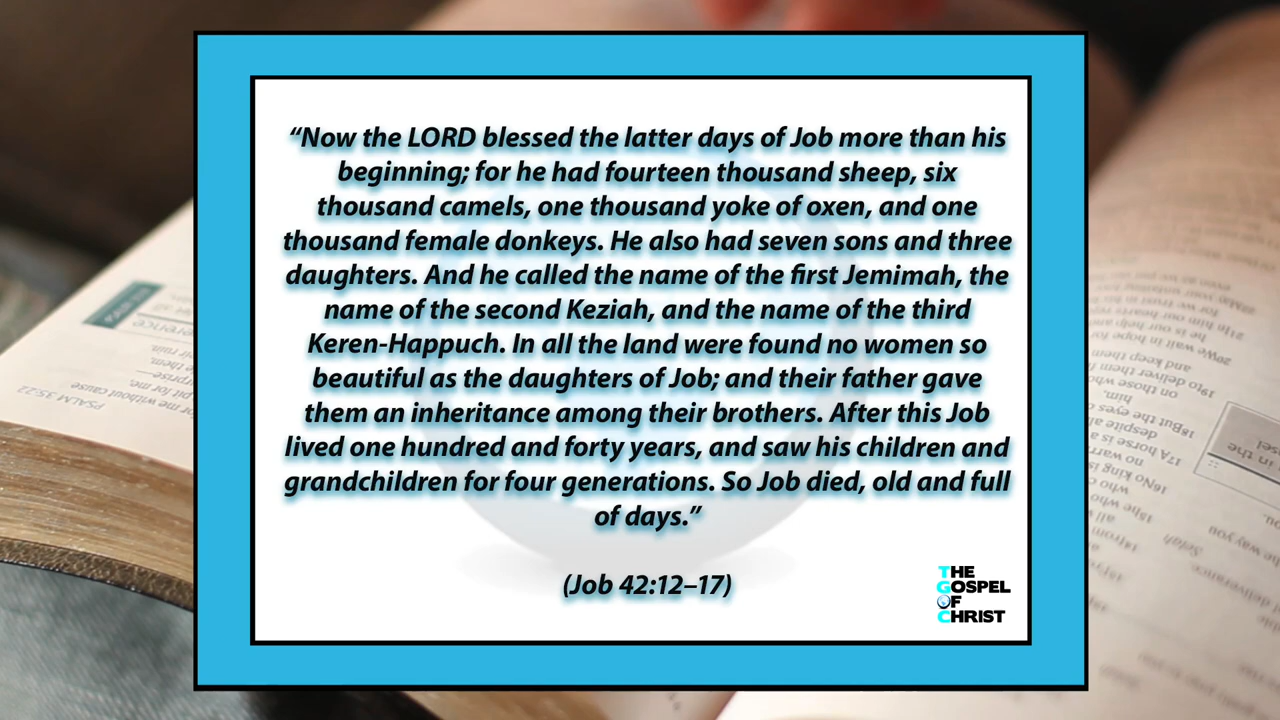 “Now the LORD blessed the latter days of Job more than his
beginning; for he had fourteen thousand sheep, six
thousand camels, one thousand yoke of oxen, and one
thousand female donkeys. He also had seven sons and three
daughters. And he called the name of the first Jemimah, the
name of the second Keziah, and the name of the third
Keren-Happuch. In all the land were found no women so
beautiful as the daughters of Job; and their father gave
them an inheritance among their brothers. After this Job
lived one hundred and forty years, and saw his children and
grandchildren for four generations. So Job died, old and full
of days.”
(Job 42:12–17)
THE
GOSPEL
OF
CHRIST
PSALM 35:22